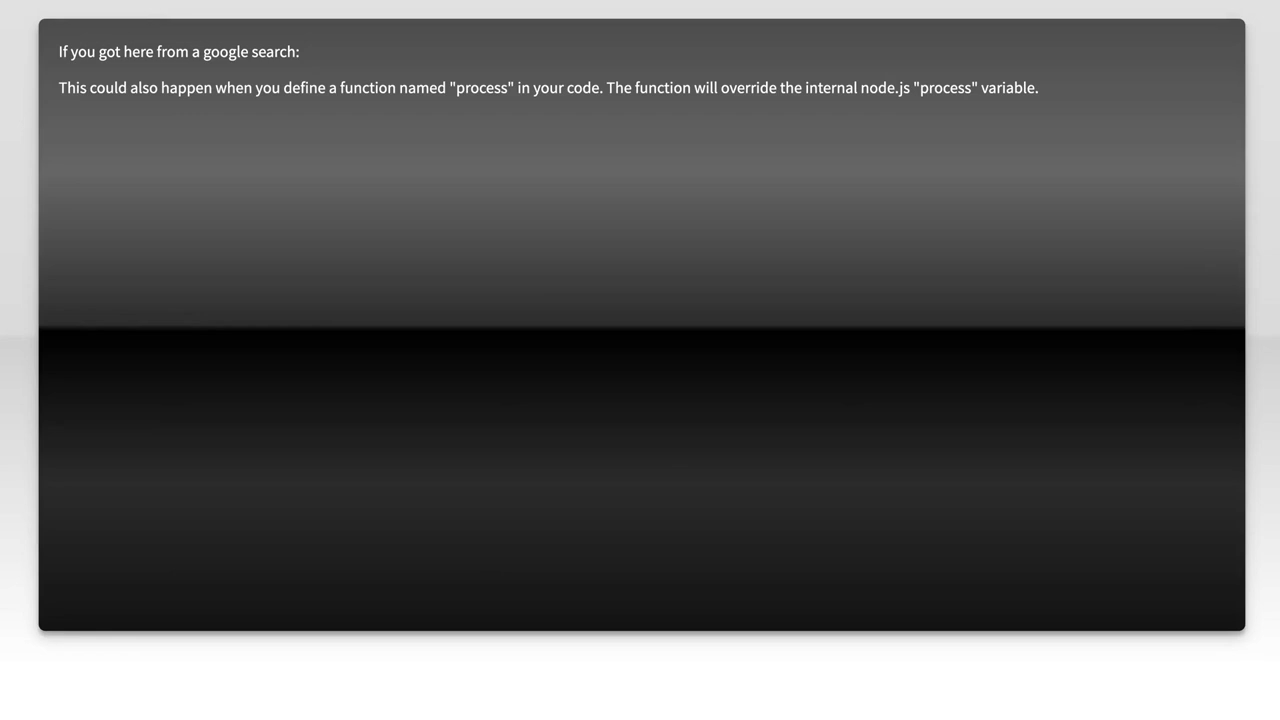 If you got here from a google search:
This could also happen when you define a function named "process" in your code. The function will override the internal node.js "process" variable.